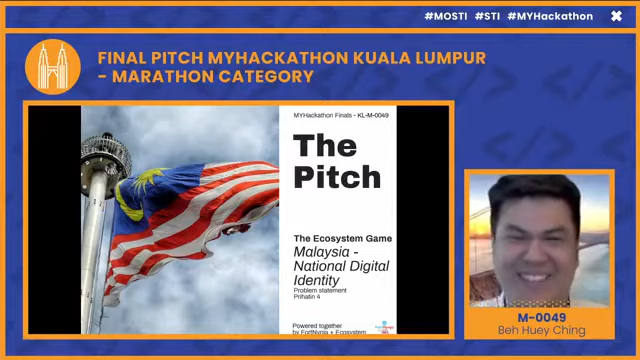 #MOSTI #STI #MYHackathon
FINAL PITCH MYHACKATHON KUALA LUMPUR
- MARATHON CATEGORY
MYHackathon Finals - KL-M-0049
The
Pitch
The Ecosystem Game
Malaysia -
National Digital
Identity
Problem statement
Prihatin 4
Powered together
by FortNynja + Ecosystem
M-0049
Beh Huey Ching